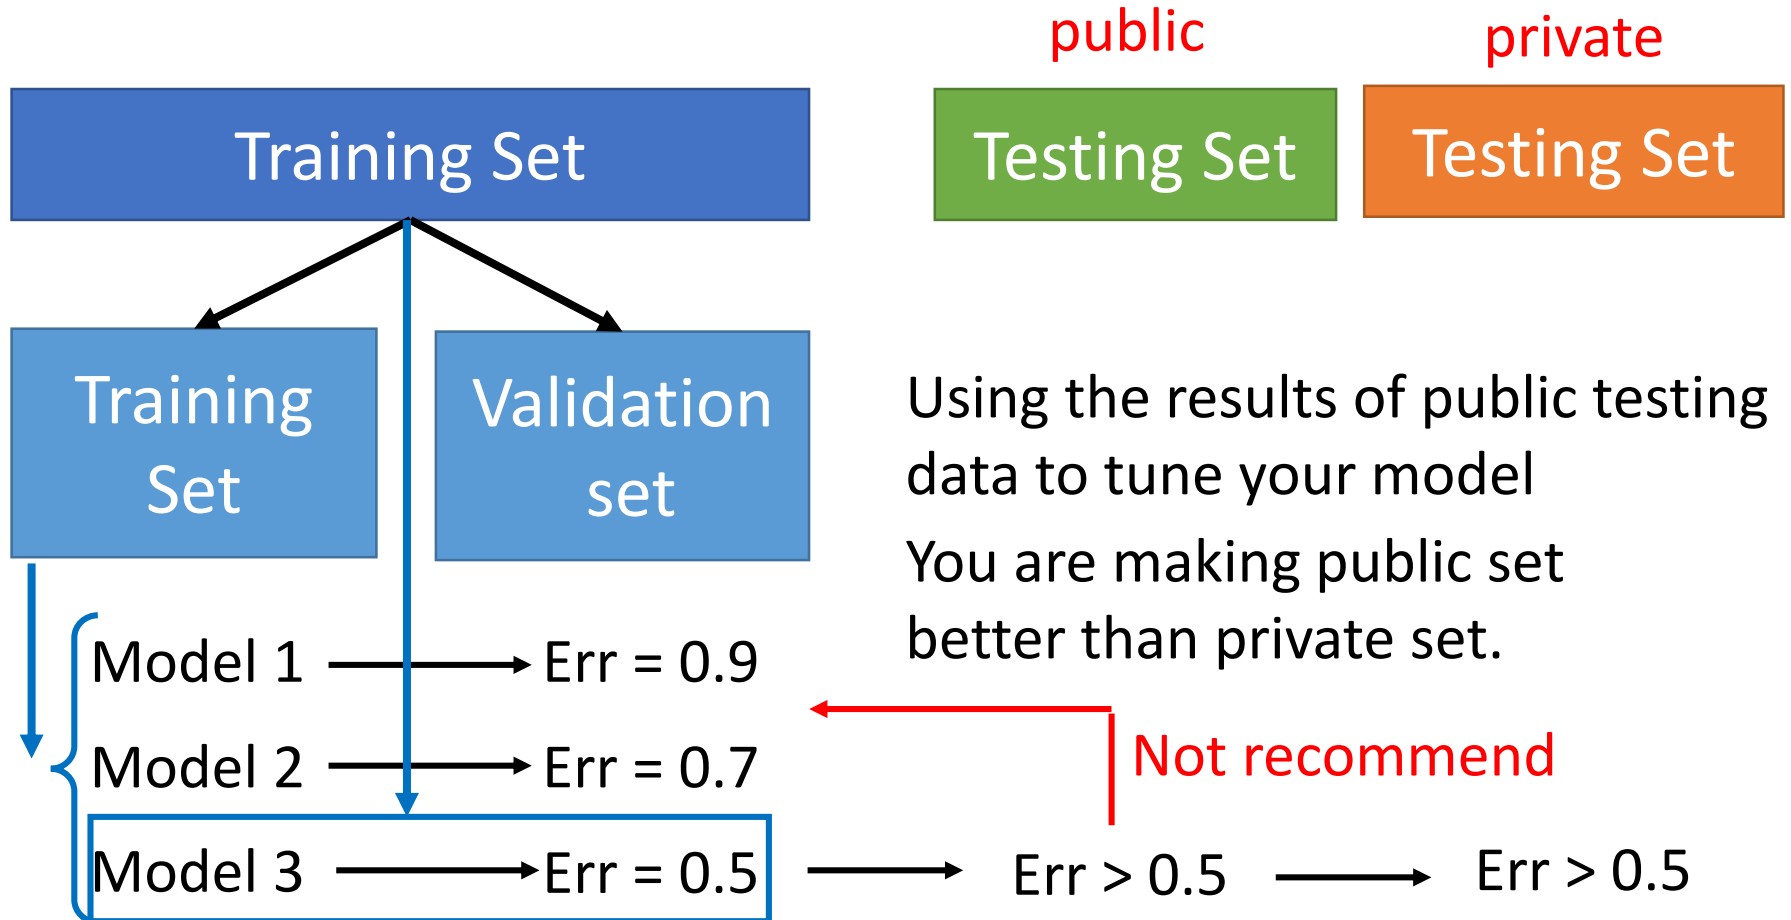 public
private
Training Set
Testing Set
Testing Set
Training
Set
Validation
set
Using the results of public testing
data to tune your model
You are making public set
better than private set.
Model 1
Err = 0.9
Model 2
Err = 0.7
Not recommend
Model 3
Err = 0.5
Err > 0.5
Err > 0.5